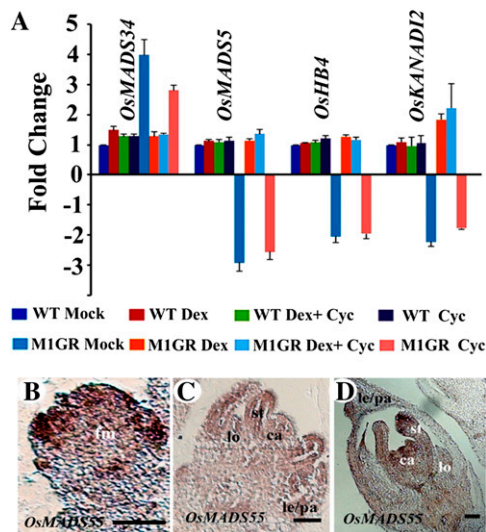 A
OsMADS34
OsMADS5
OsHB4
OsKANADI2
Fold Change
5
4
3
2
1
0
-1
-2
-3
WT Mock WT Dex WT Dex+ Cyc WT Cyc
M1GR Mock M1GR Dex M1GR Dex+ Cyc M1GR Cyc
B
fm
OsMADS55
C
st
lo
ca
le/pa
OsMADS55
D
le/pa
st
ca
lo
OsMADS55